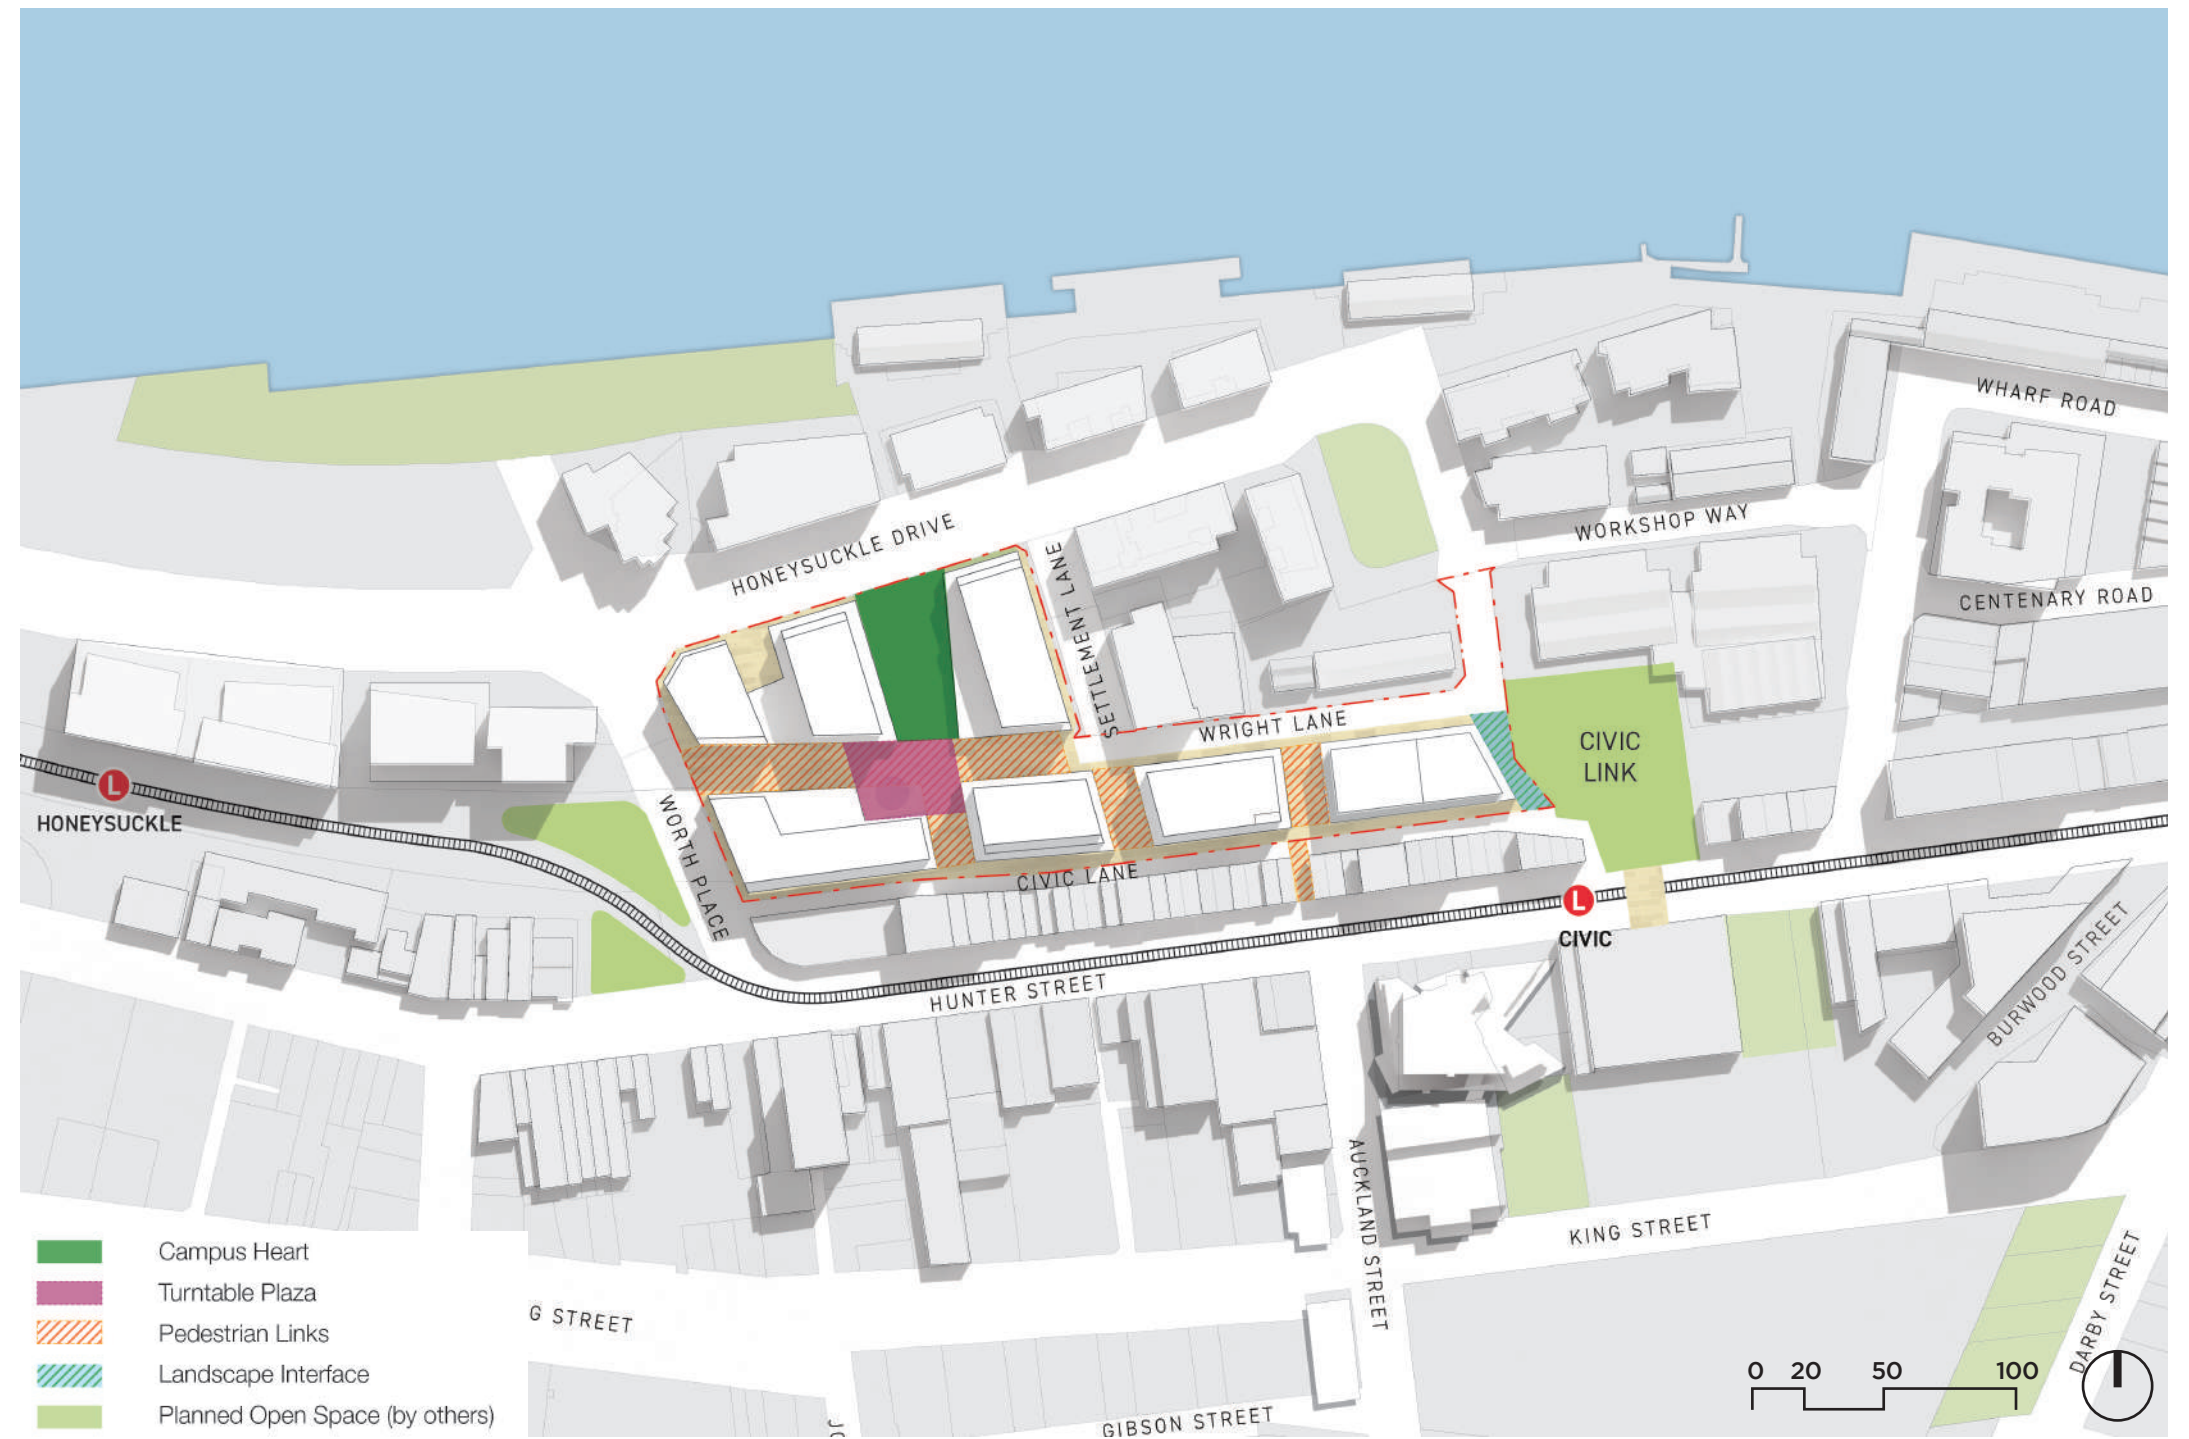 WHARF ROAD
HONEYSUCKLE DRIVE
WORKSHOP WAY
SETTLEMENT LANE
CENTENARY ROAD
WRIGHT LANE
CIVIC
LINK
L
HONEYSUCKLE
WORTH PLACE
CIVIC LANE
L
CIVIC
HUNTER STREET
BURWOOD STREET
AUCKLAND STREET
KING STREET
DARBY STREET
G STREET
GIBSON STREET
JO
Campus Heart
Turntable Plaza
Pedestrian Links
Landscape Interface
Planned Open Space (by others)
0 20 50 100